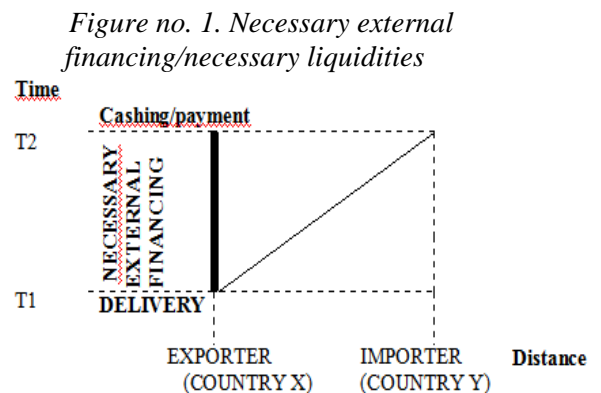 Figure no. 1. Necessary external
financing/necessary liquidities
Time
Cashing/payment
T2
NECESSARY
EXTERNAL
FINANCING
T1
DELIVERY
EXPORTER
(COUNTRY X)
IMPORTER
(COUNTRY Y)
Distance